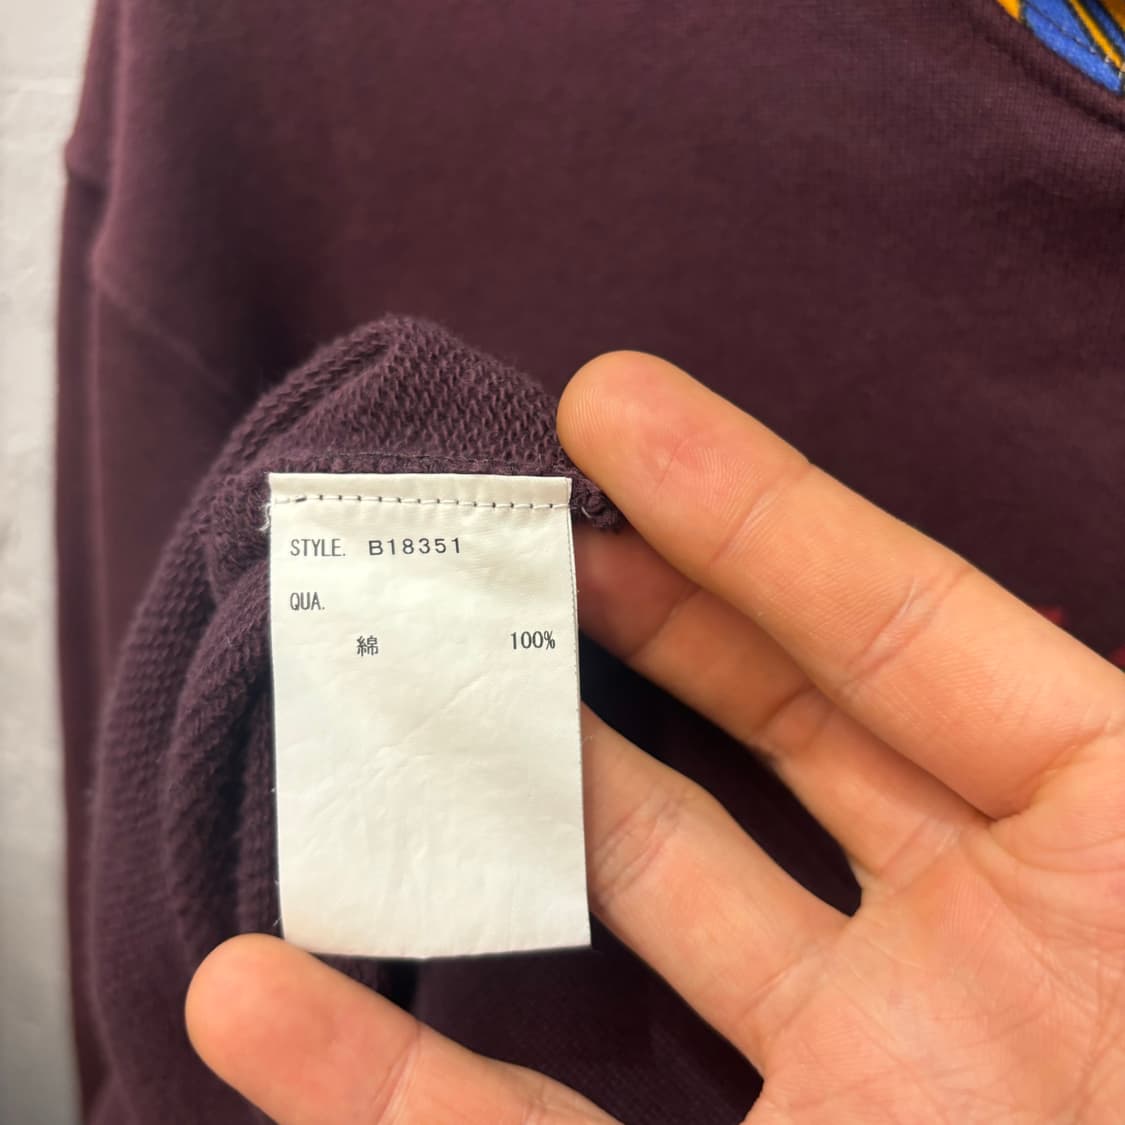 STYLE. B18351
QUA.
綿 100%